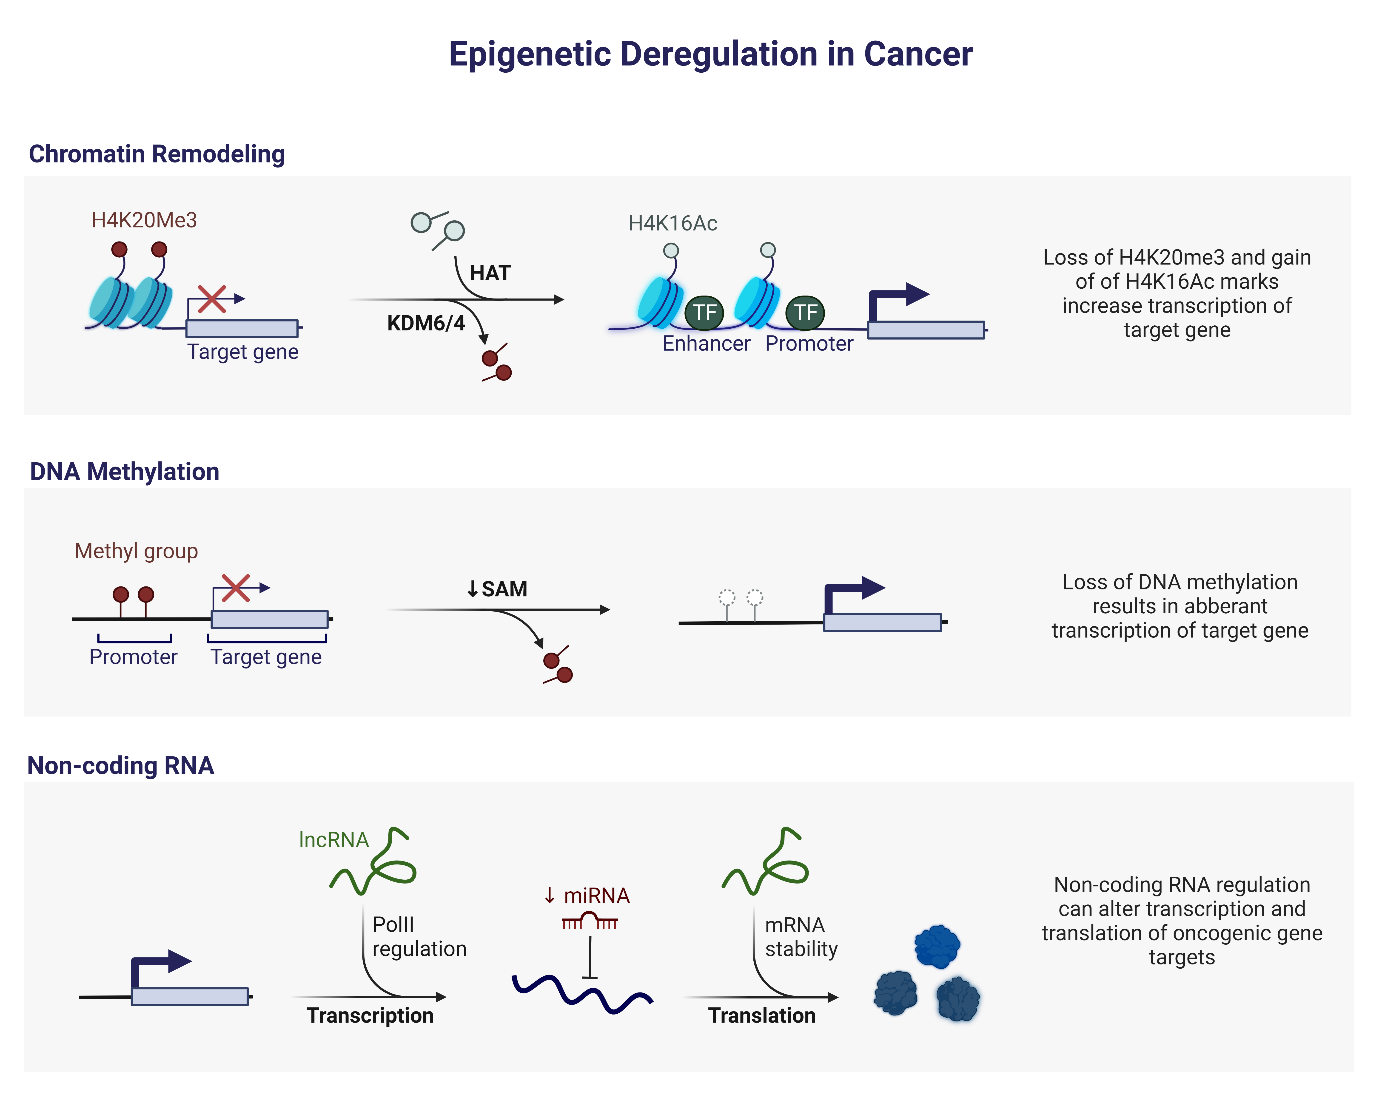 Epigenetic Deregulation in Cancer
Chromatin Remodeling
H4K20Me3
Target gene
HAT
KDM6/4
H4K16Ac
TF
TF
Enhancer
Promoter
Loss of H4K20me3 and gain
of of H4K16Ac marks
increase transcription of
target gene
DNA Methylation
Methyl group
Promoter
Target gene
↓SAM
Loss of DNA methylation
results in abberant
transcription of target gene
Non-coding RNA
lncRNA
PolII
regulation
Transcription
↓ miRNA
mRNA
stability
Translation
Non-coding RNA regulation
can alter transcription and
translation of oncogenic gene
targets